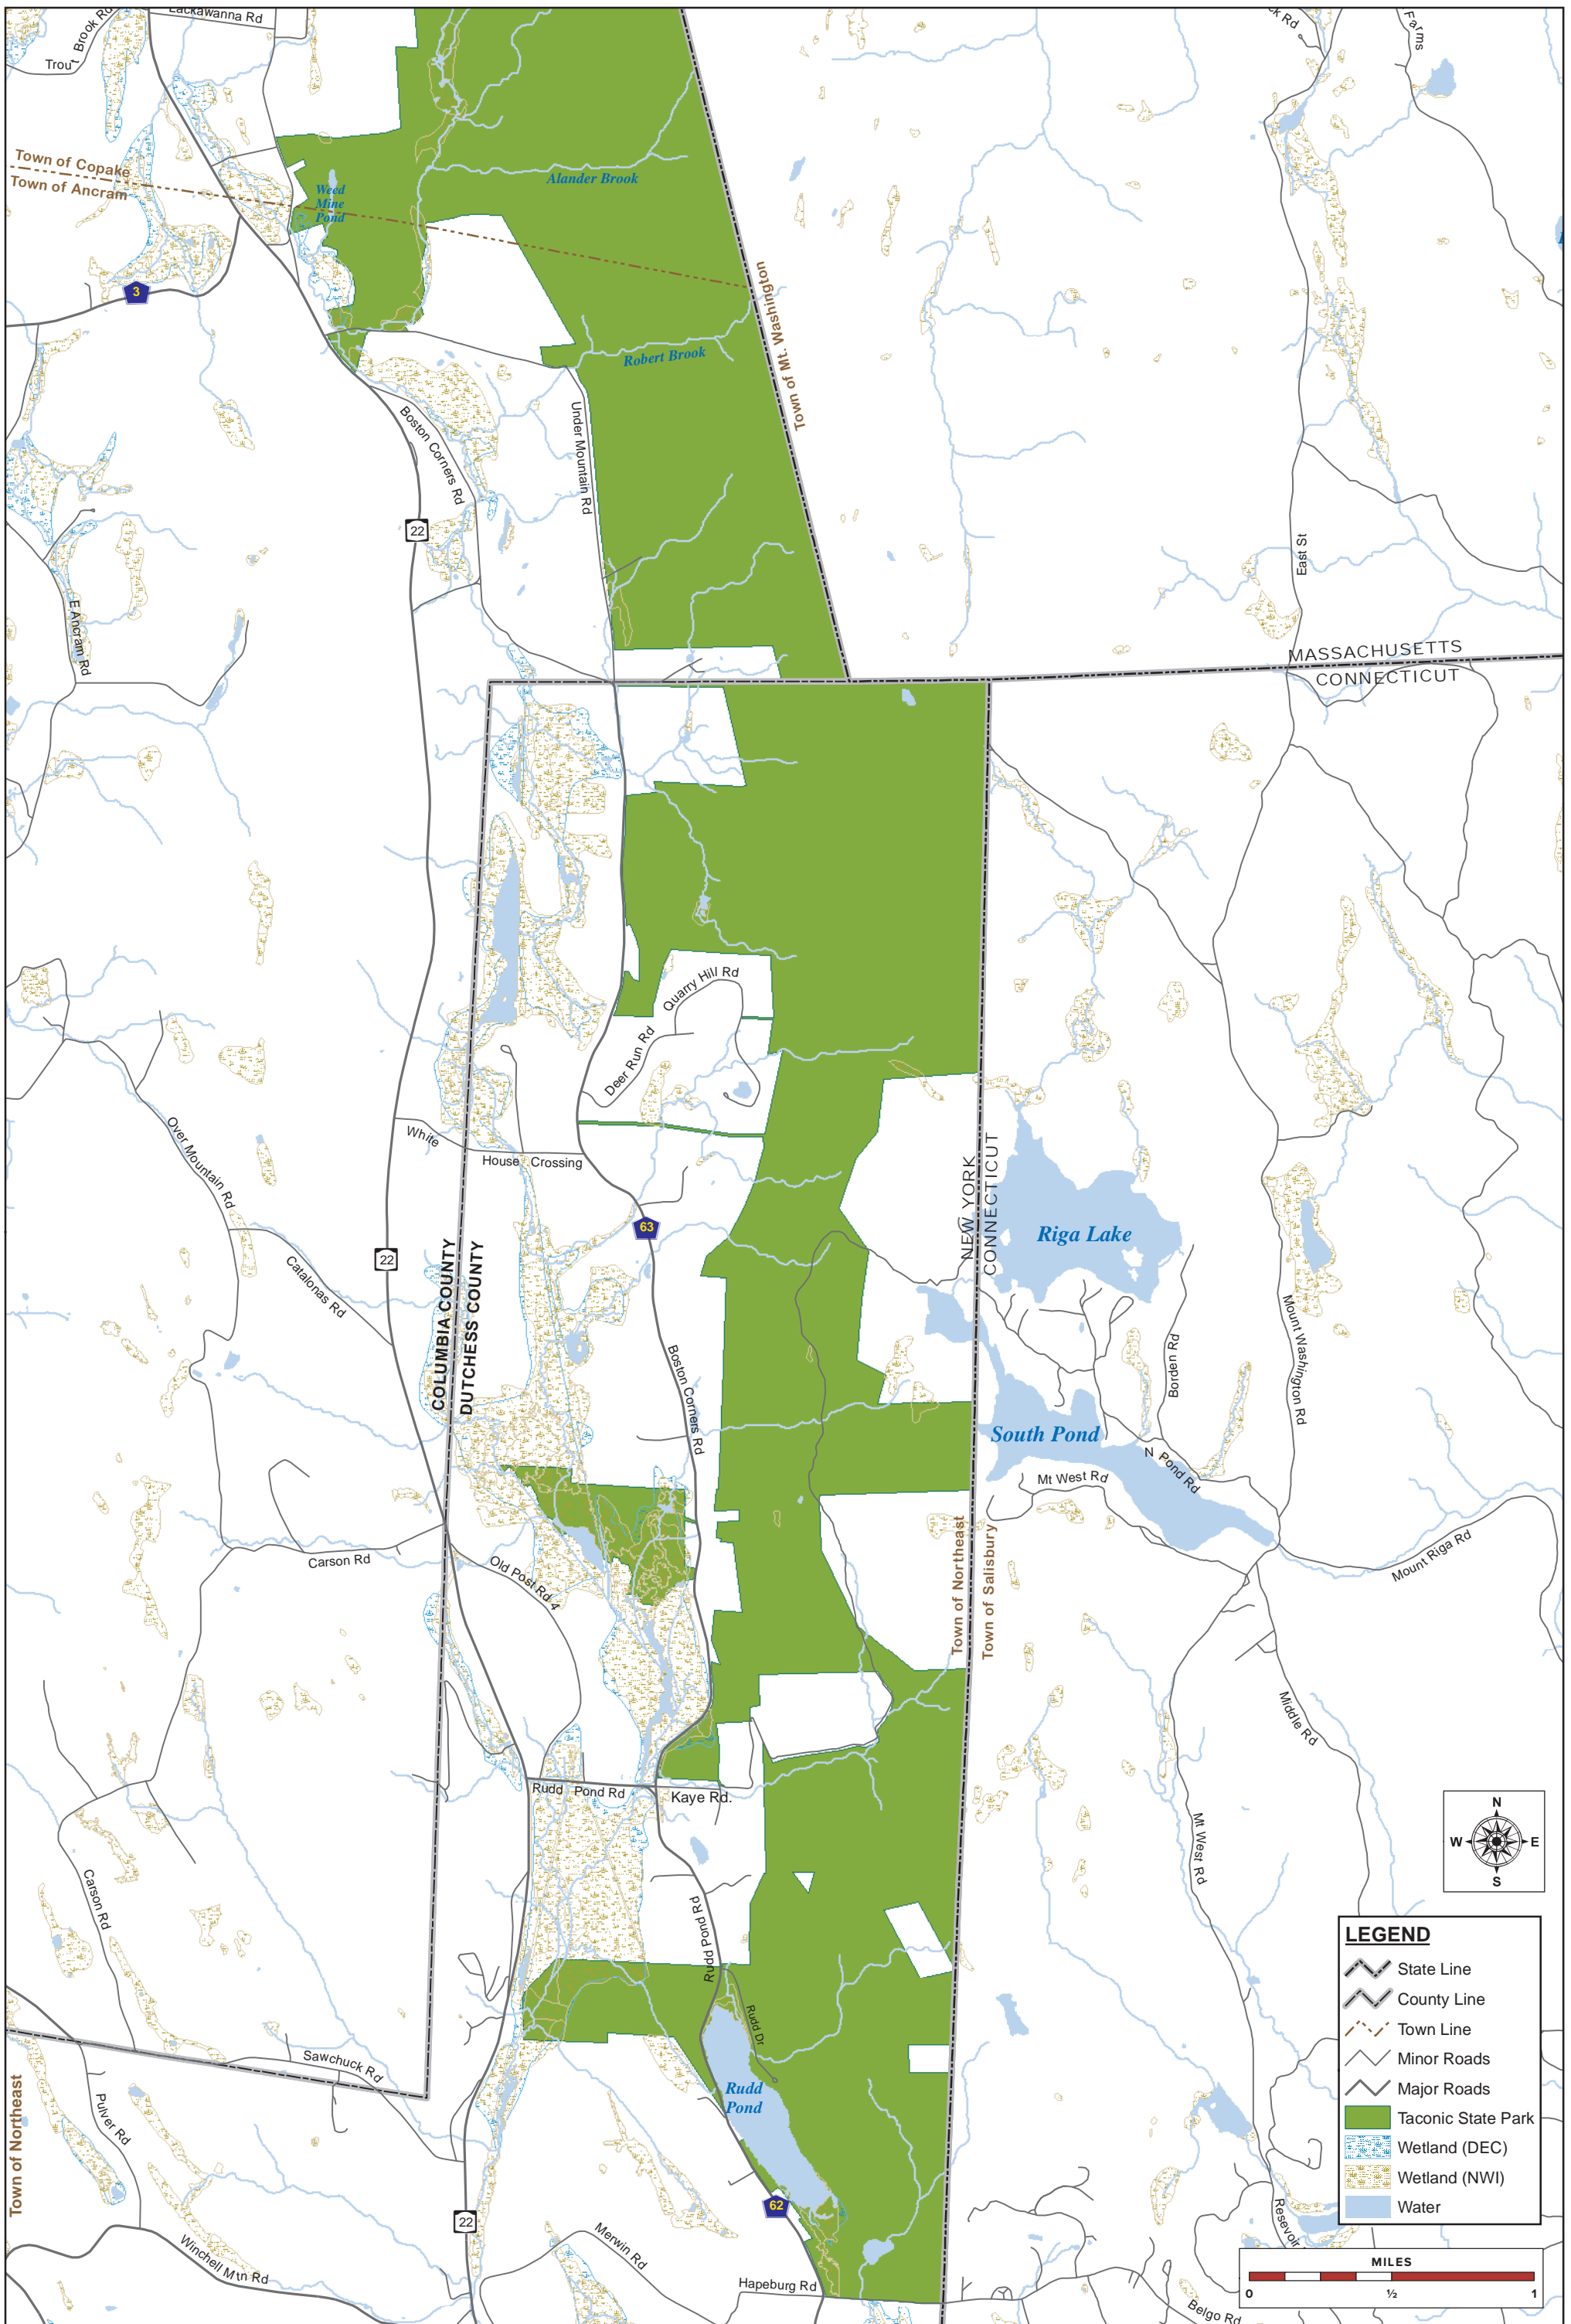 Lackawanna Rd
Trout Brook Rd
ck Rd
Farms
Town of Copake
Town of Ancram
Weed
Mine
Pond
Alander Brook
3
Town of Mt. Washington
Robert Brook
Under Mountain Rd
Boston Corners Rd
22
East St
E Ancram Rd
MASSACHUSETTS
CONNECTICUT
Quarry Hill Rd
Deer Run Rd
Over Mountain Rd
White
House Crossing
NEW YORK
CONNECTICUT
63
Riga Lake
22
COLUMBIA COUNTY
DUTCHESS COUNTY
Catalonas Rd
Mount Washington Rd
Borden Rd
Boston Corners Rd
South Pond
N Pond Rd
Mt West Rd
Town of Northeast
Town of Salisbury
Mount Riga Rd
Carson Rd
Old Post Rd 4
Middle Rd
Rudd Pond Rd
Kaye Rd.
Mt West Rd
N
W
E
S
Carson Rd
Rudd Pond Rd
Rudd Dr
LEGEND
State Line
County Line
Town Line
Minor Roads
Major Roads
Taconic State Park
Wetland (DEC)
Wetland (NWI)
Water
Sawchuck Rd
Rudd
Pond
Pulver Rd
Town of Northeast
62
22
Resevoir
Merwin Rd
Winchell Mtn Rd
Hapeburg Rd
Belgo Rd
MILES
0
½
1